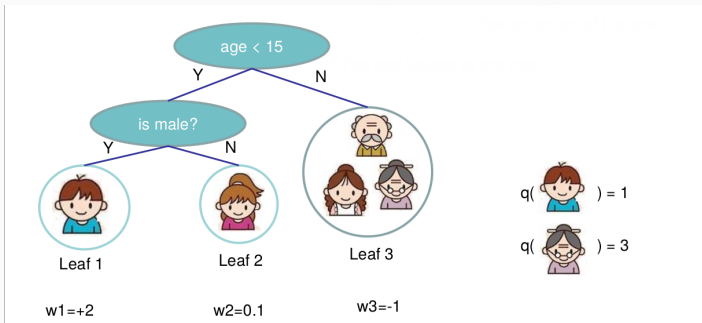 age < 15
Y
N
is male?
Y
N
Leaf 1
Leaf 2
Leaf 3
w1=+2
w2=0.1
w3=-1
q( ) = 1
q( ) = 3